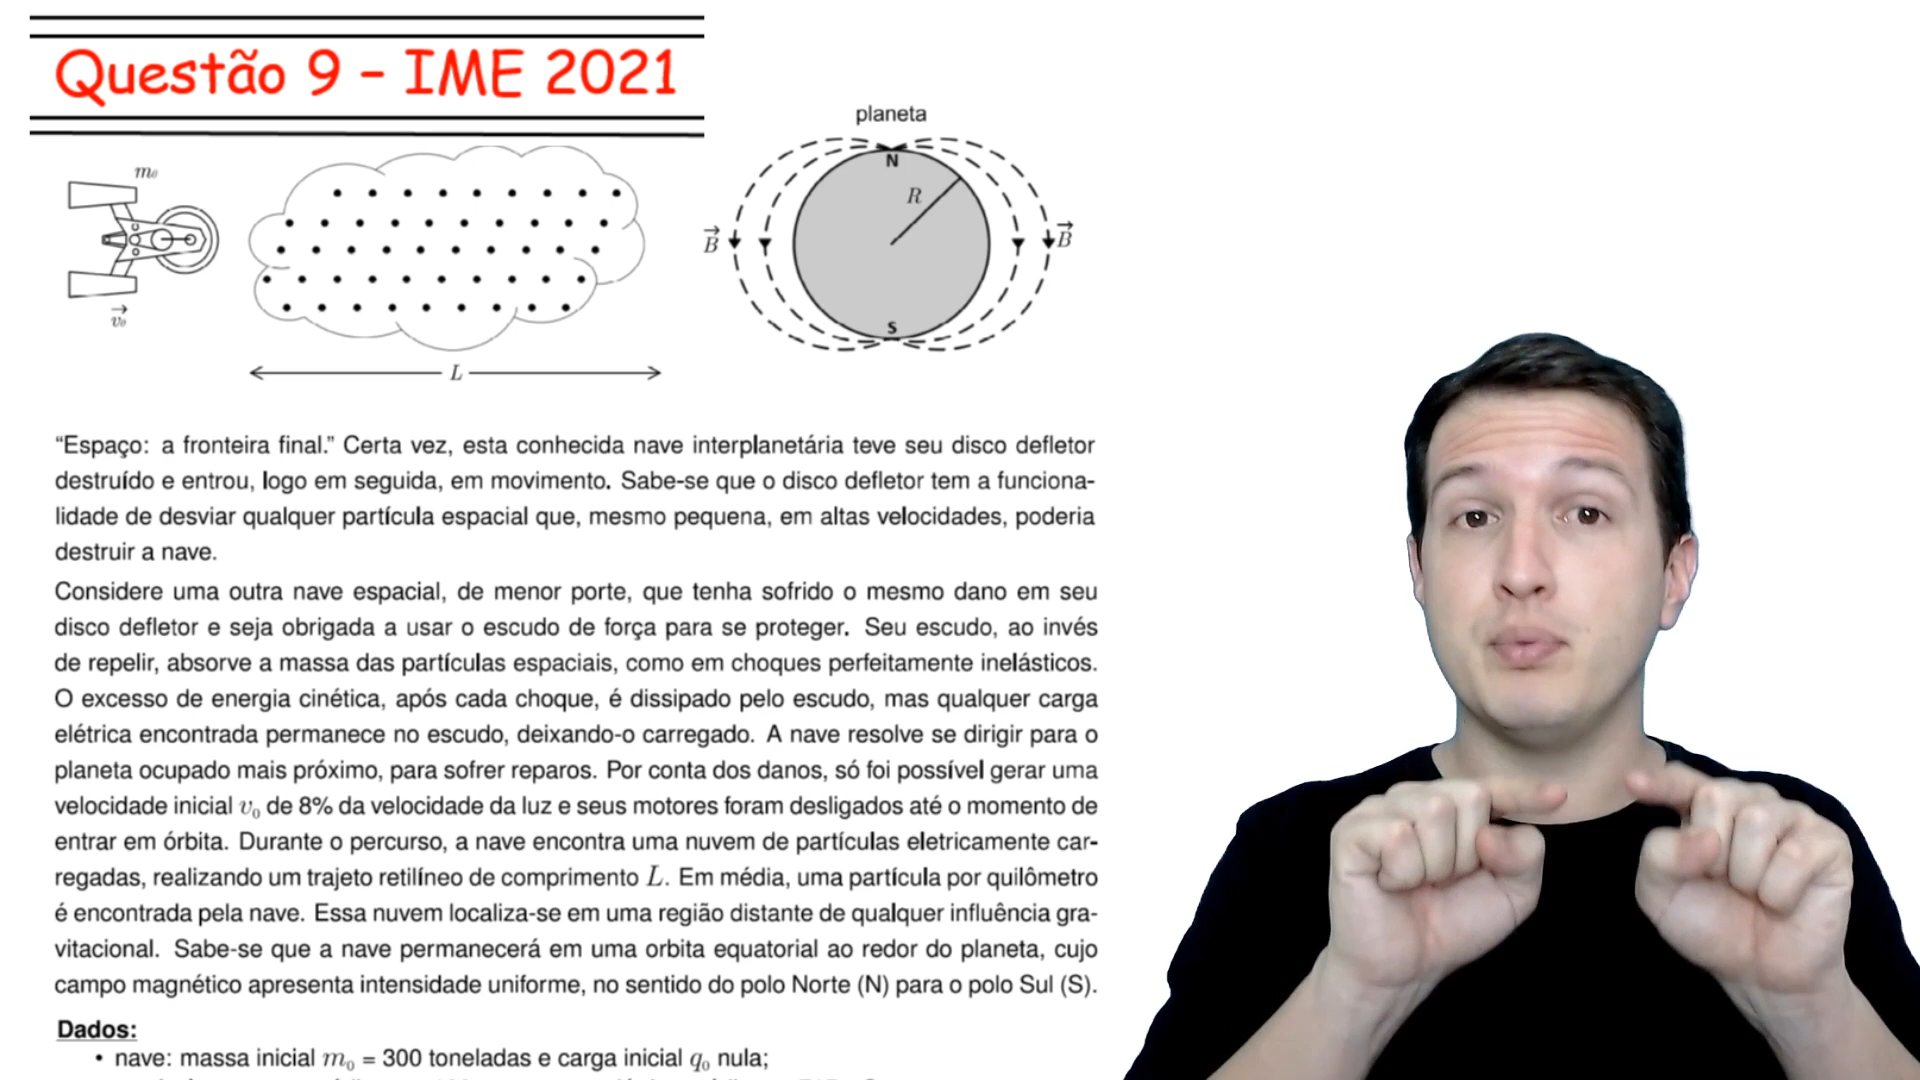 Questão 9 – IME 2021
planeta
m₀
N
R
B
B
S
v₀
L
“Espaço: a fronteira final.” Certa vez, esta conhecida nave interplanetária teve seu disco defletor
destruído e entrou, logo em seguida, em movimento. Sabe-se que o disco defletor tem a funciona-
lidade de desviar qualquer partícula espacial que, mesmo pequena, em altas velocidades, poderia
destruir a nave.
Considere uma outra nave espacial, de menor porte, que tenha sofrido o mesmo dano em seu
disco defletor e seja obrigada a usar o escudo de força para se proteger. Seu escudo, ao invés
de repelir, absorve a massa das partículas espaciais, como em choques perfeitamente inelásticos.
O excesso de energia cinética, após cada choque, é dissipado pelo escudo, mas qualquer carga
elétrica encontrada permanece no escudo, deixando-o carregado. A nave resolve se dirigir para o
planeta ocupado mais próximo, para sofrer reparos. Por conta dos danos, só foi possível gerar uma
velocidade inicial v₀ de 8% da velocidade da luz e seus motores foram desligados até o momento de
entrar em órbita. Durante o percurso, a nave encontra uma nuvem de partículas eletricamente car-
regadas, realizando um trajeto retilíneo de comprimento L. Em média, uma partícula por quilômetro
é encontrada pela nave. Essa nuvem localiza-se em uma região distante de qualquer influência gra-
vitacional. Sabe-se que a nave permanecerá em uma orbita equatorial ao redor do planeta, cujo
campo magnético apresenta intensidade uniforme, no sentido do polo Norte (N) para o polo Sul (S).
Dados:
• nave: massa inicial m₀ = 300 toneladas e carga inicial q₀ nula;